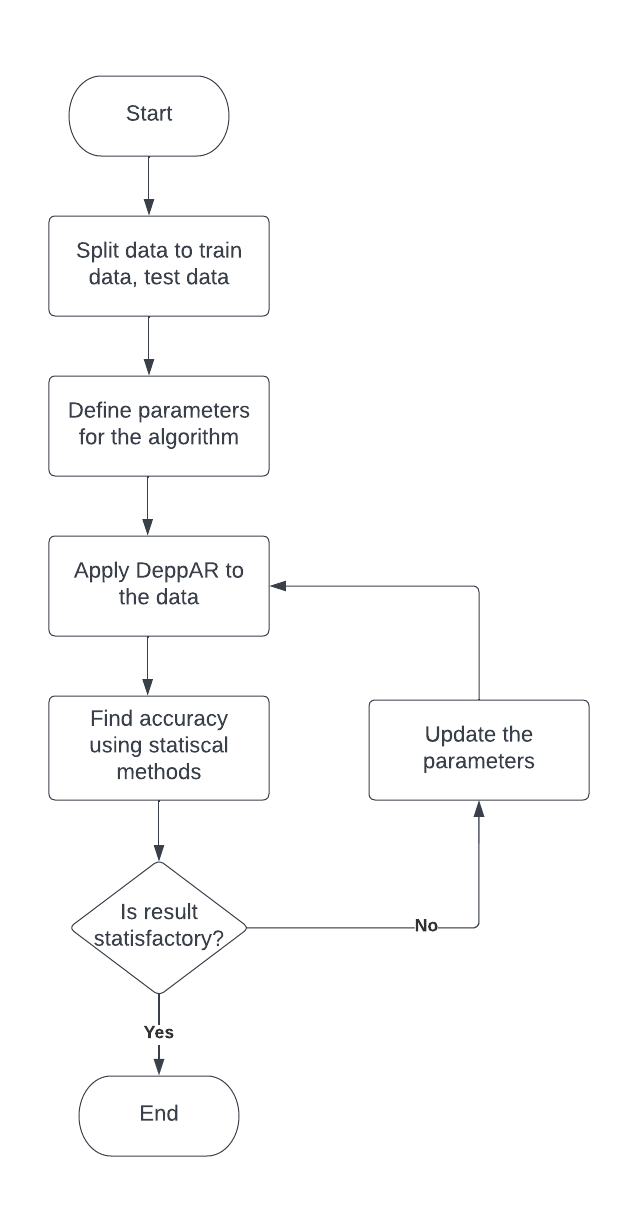 Start
Split data to train
data, test data
Define parameters
for the algorithm
Apply DeppAR to
the data
Find accuracy
using statiscal
methods
Update the
parameters
Is result
statisfactory?
No
Yes
End